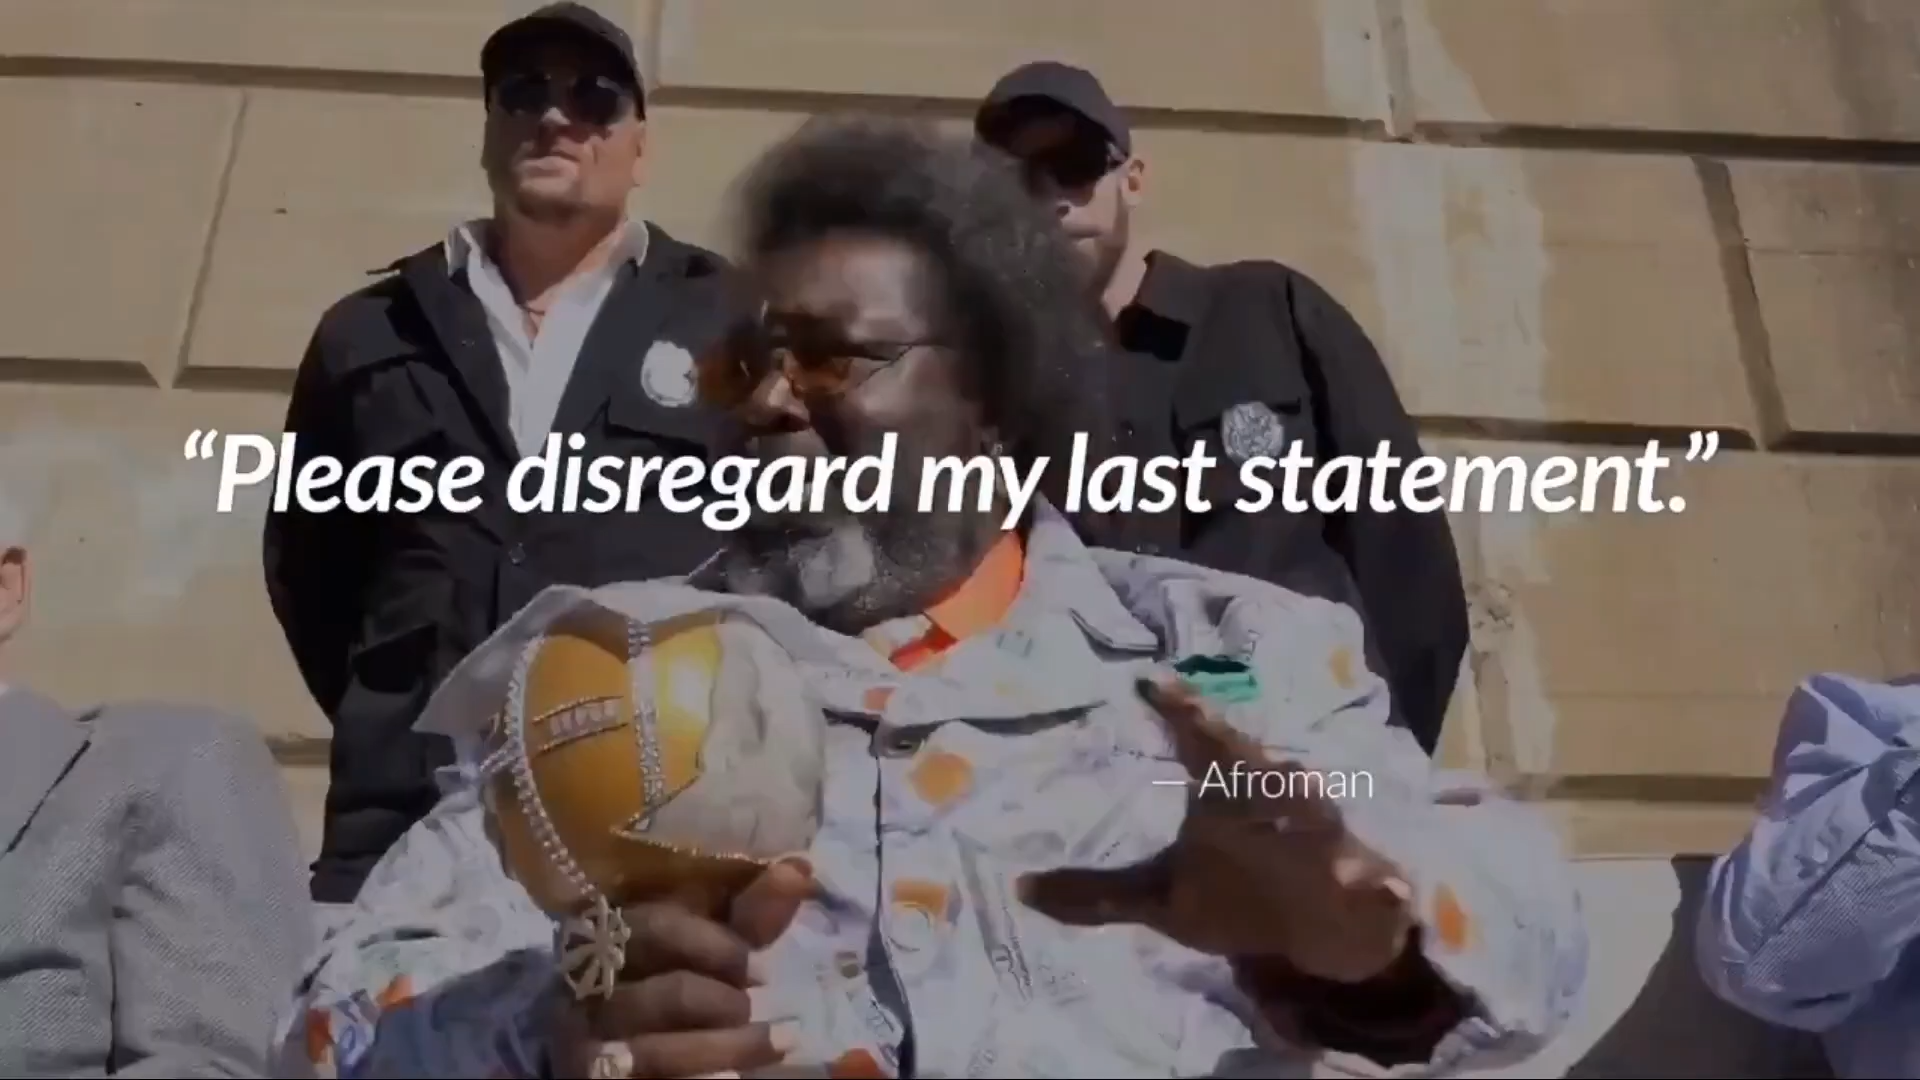 “Please disregard my last statement.”
— Afroman